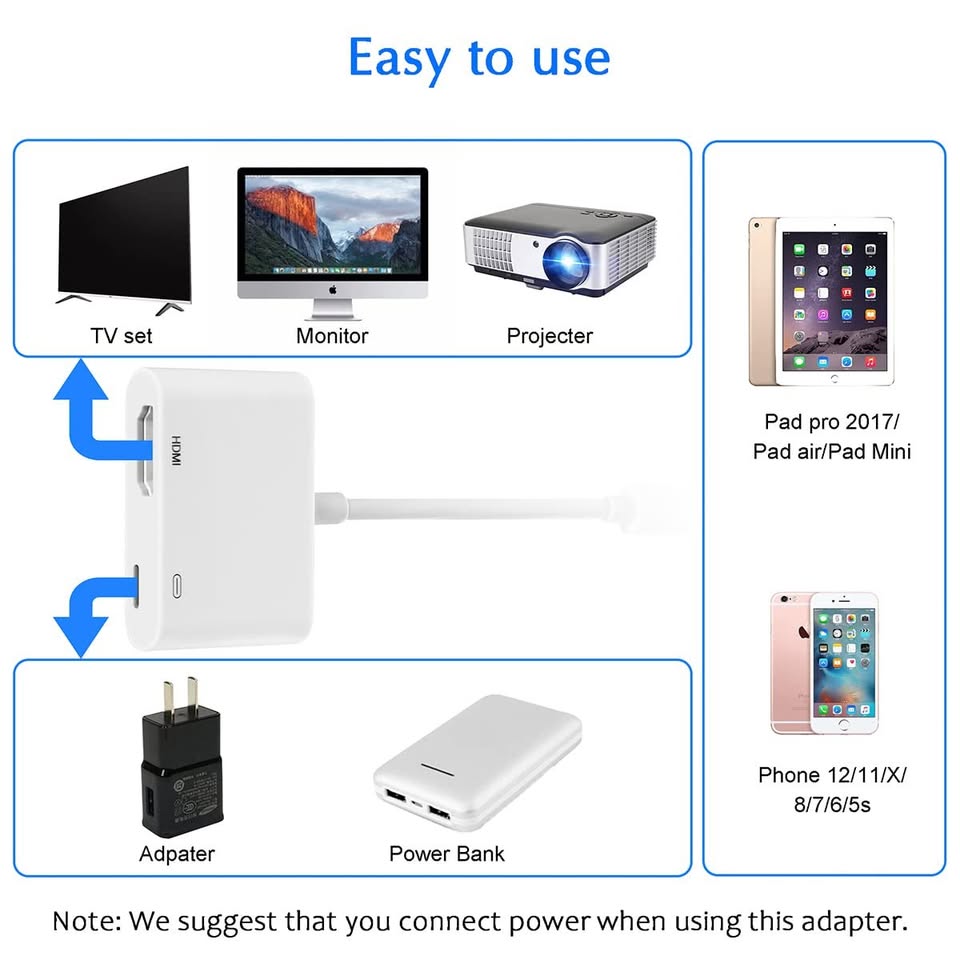 Easy to use
TV set
Monitor
Projecter
HDMI
Pad pro 2017/
Pad air/Pad Mini
Phone 12/11/X/
8/7/6/5s
Adpater
Power Bank
Note: We suggest that you connect power when using this adapter.